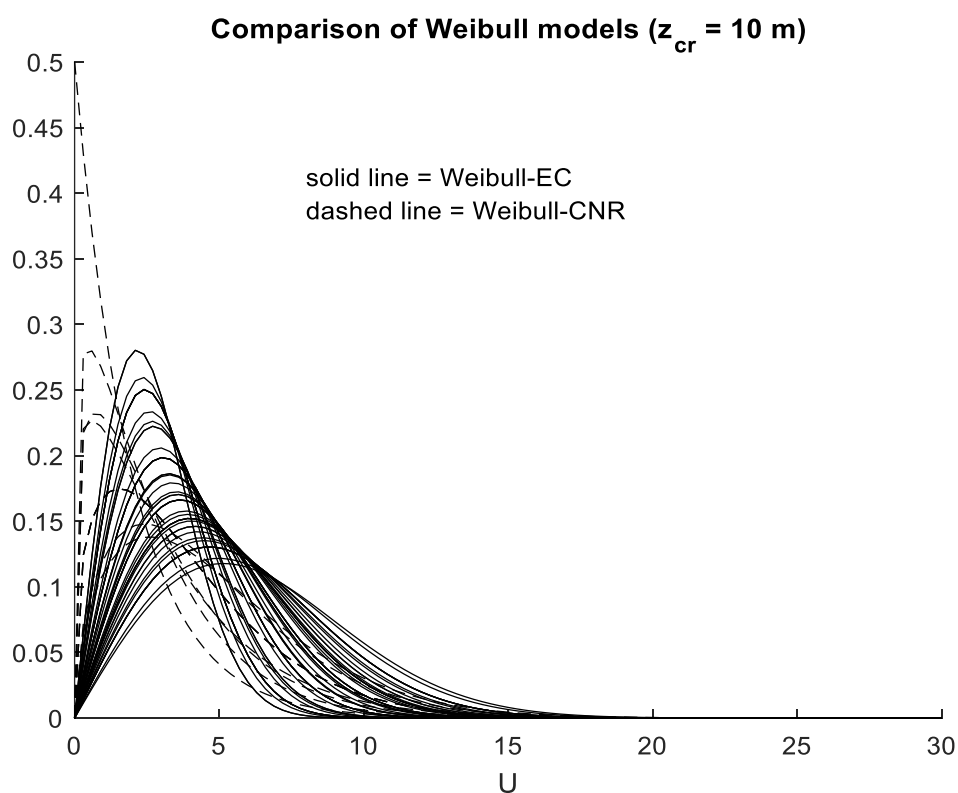 Comparison of Weibull models (z_cr = 10 m)
0.5
0.45
solid line = Weibull-EC
0.4
dashed line = Weibull-CNR
0.35
0.3
0.25
0.2
0.15
0.1
0.05
0
0 5 10 15 20 25 30
U